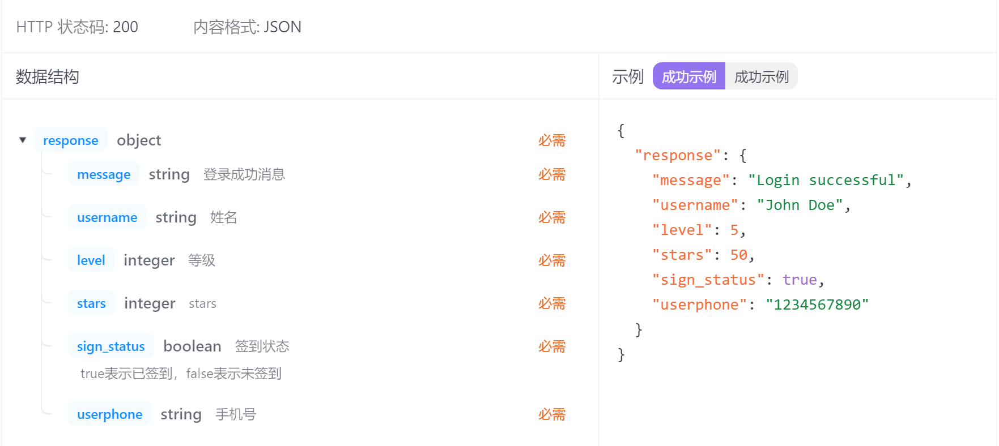 HTTP 状态码: 200 内容格式: JSON
数据结构
示例 成功示例 成功示例
response object 必需
message string 登录成功消息 必需
username string 姓名 必需
level integer 等级 必需
stars integer stars 必需
sign_status boolean 签到状态 必需
true表示已签到，false表示未签到
userphone string 手机号 必需
{
"response": {
"message": "Login successful",
"username": "John Doe",
"level": 5,
"stars": 50,
"sign_status": true,
"userphone": "1234567890"
}
}